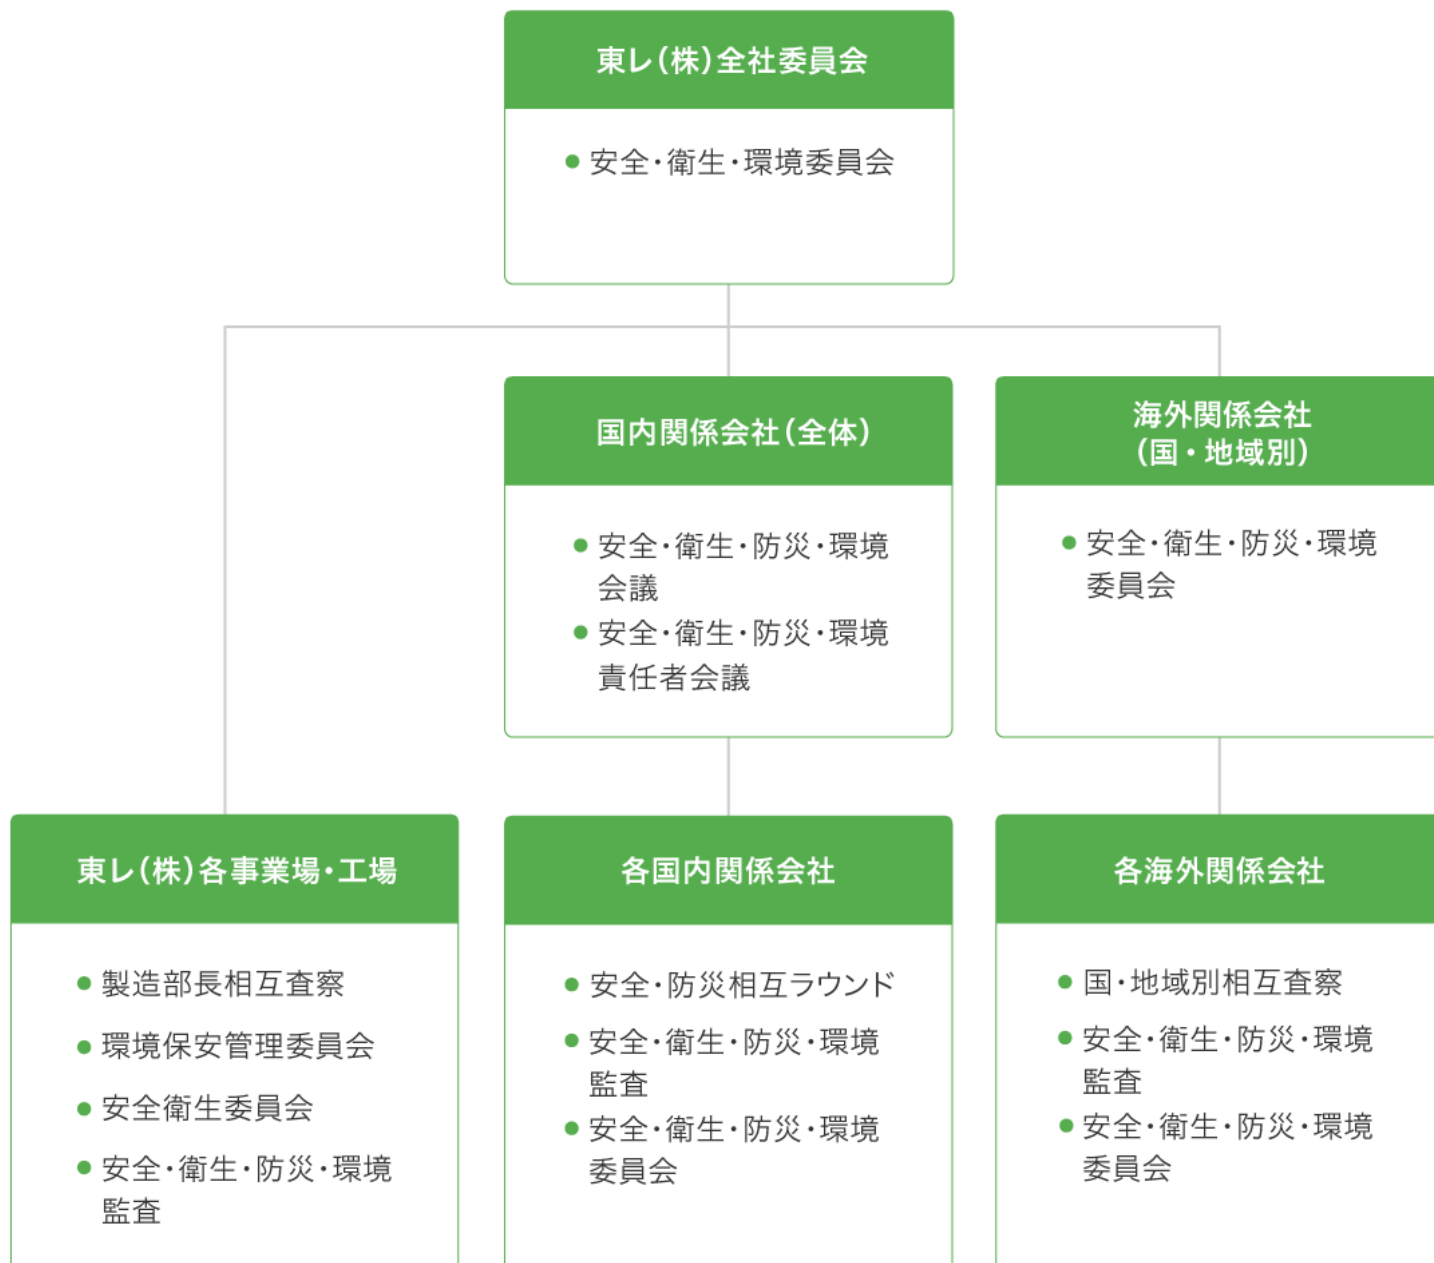 東レ（株）全社委員会
● 安全・衛生・環境委員会
国内関係会社（全体）
● 安全・衛生・防災・環境
会議
● 安全・衛生・防災・環境
責任者会議
海外関係会社
（国・地域別）
● 安全・衛生・防災・環境
委員会
東レ（株）各事業場・工場
● 製造部長相互査察
● 環境保安管理委員会
● 安全衛生委員会
● 安全・衛生・防災・環境
監査
各国内関係会社
● 安全・防災相互ラウンド
● 安全・衛生・防災・環境
監査
● 安全・衛生・防災・環境
委員会
各海外関係会社
● 国・地域別相互査察
● 安全・衛生・防災・環境
監査
● 安全・衛生・防災・環境
委員会